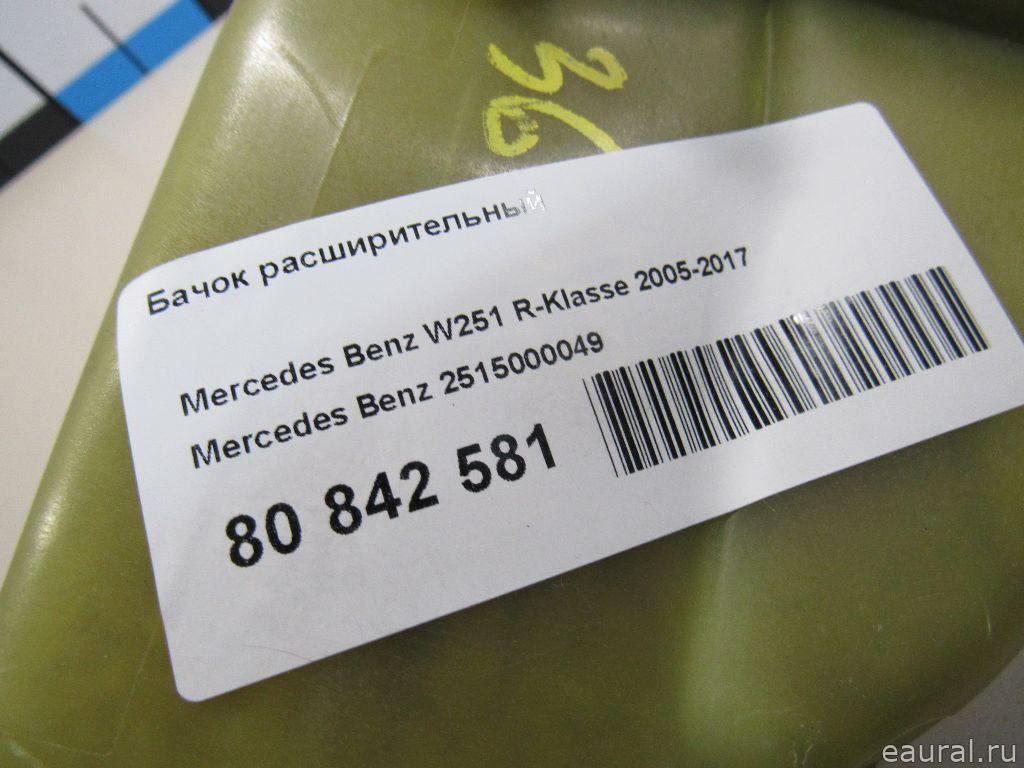 Бачок расширительный
Mercedes Benz W251 R-Klasse 2005-2017
Mercedes Benz 2515000049
80 842 581
eaural.ru